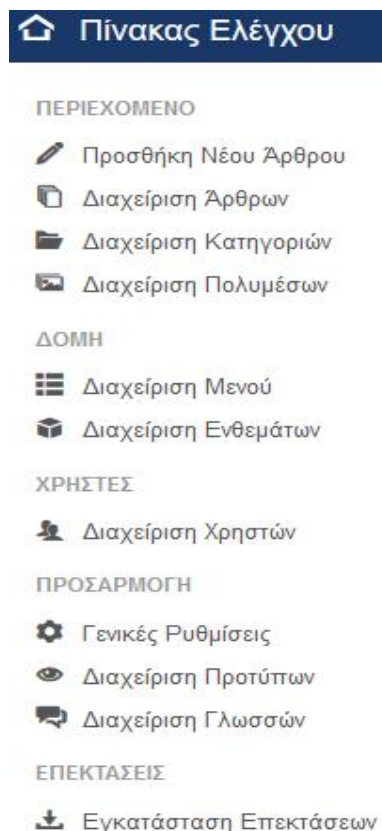 Πίνακας Ελέγχου
ΠΕΡΙΕΧΟΜΕΝΟ
Προσθήκη Νέου Άρθρου
Διαχείριση Άρθρων
Διαχείριση Κατηγοριών
Διαχείριση Πολυμέσων
ΔΟΜΗ
Διαχείριση Μενού
Διαχείριση Ενθεμάτων
ΧΡΗΣΤΕΣ
Διαχείριση Χρηστών
ΠΡΟΣΑΡΜΟΓΗ
Γενικές Ρυθμίσεις
Διαχείριση Προτύπων
Διαχείριση Γλωσσών
ΕΠΕΚΤΑΣΕΙΣ
Εγκατάσταση Επεκτάσεων